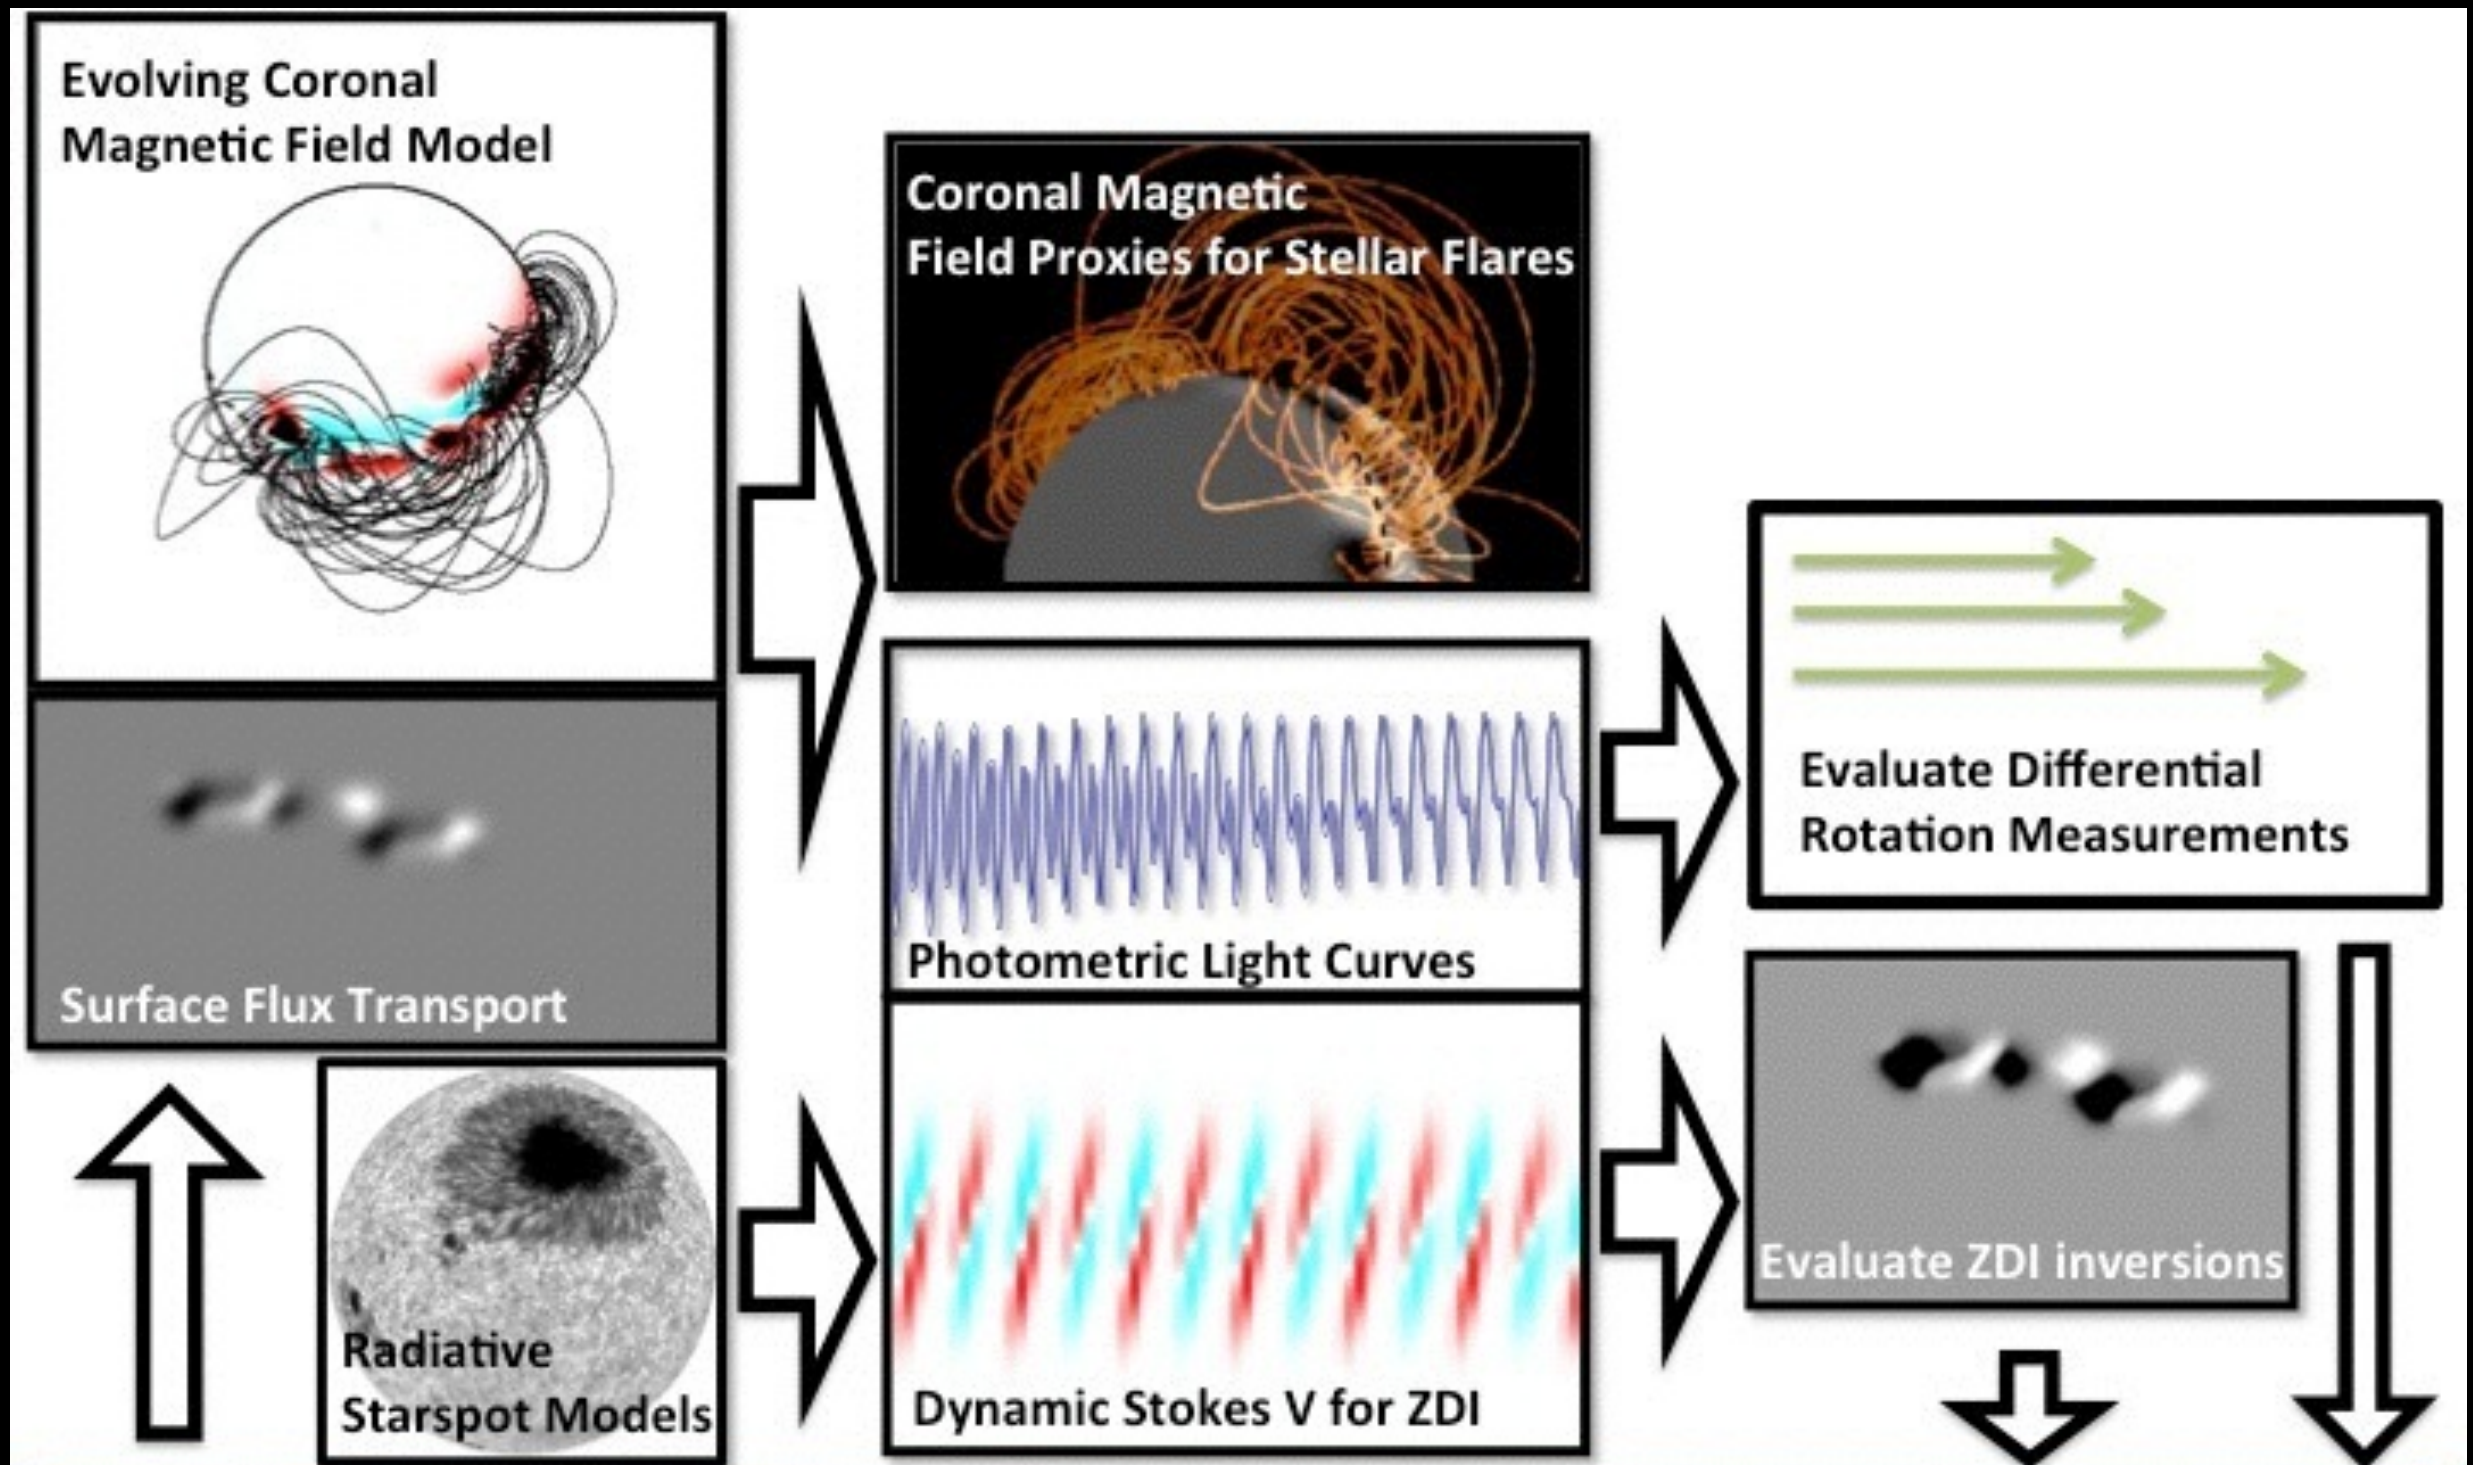 Evolving Coronal
Magnetic Field Model
Surface Flux Transport
Radiative
Starspot Models
Coronal Magnetic
Field Proxies for Stellar Flares
Photometric Light Curves
Dynamic Stokes V for ZDI
Evaluate Differential
Rotation Measurements
Evaluate ZDI inversions